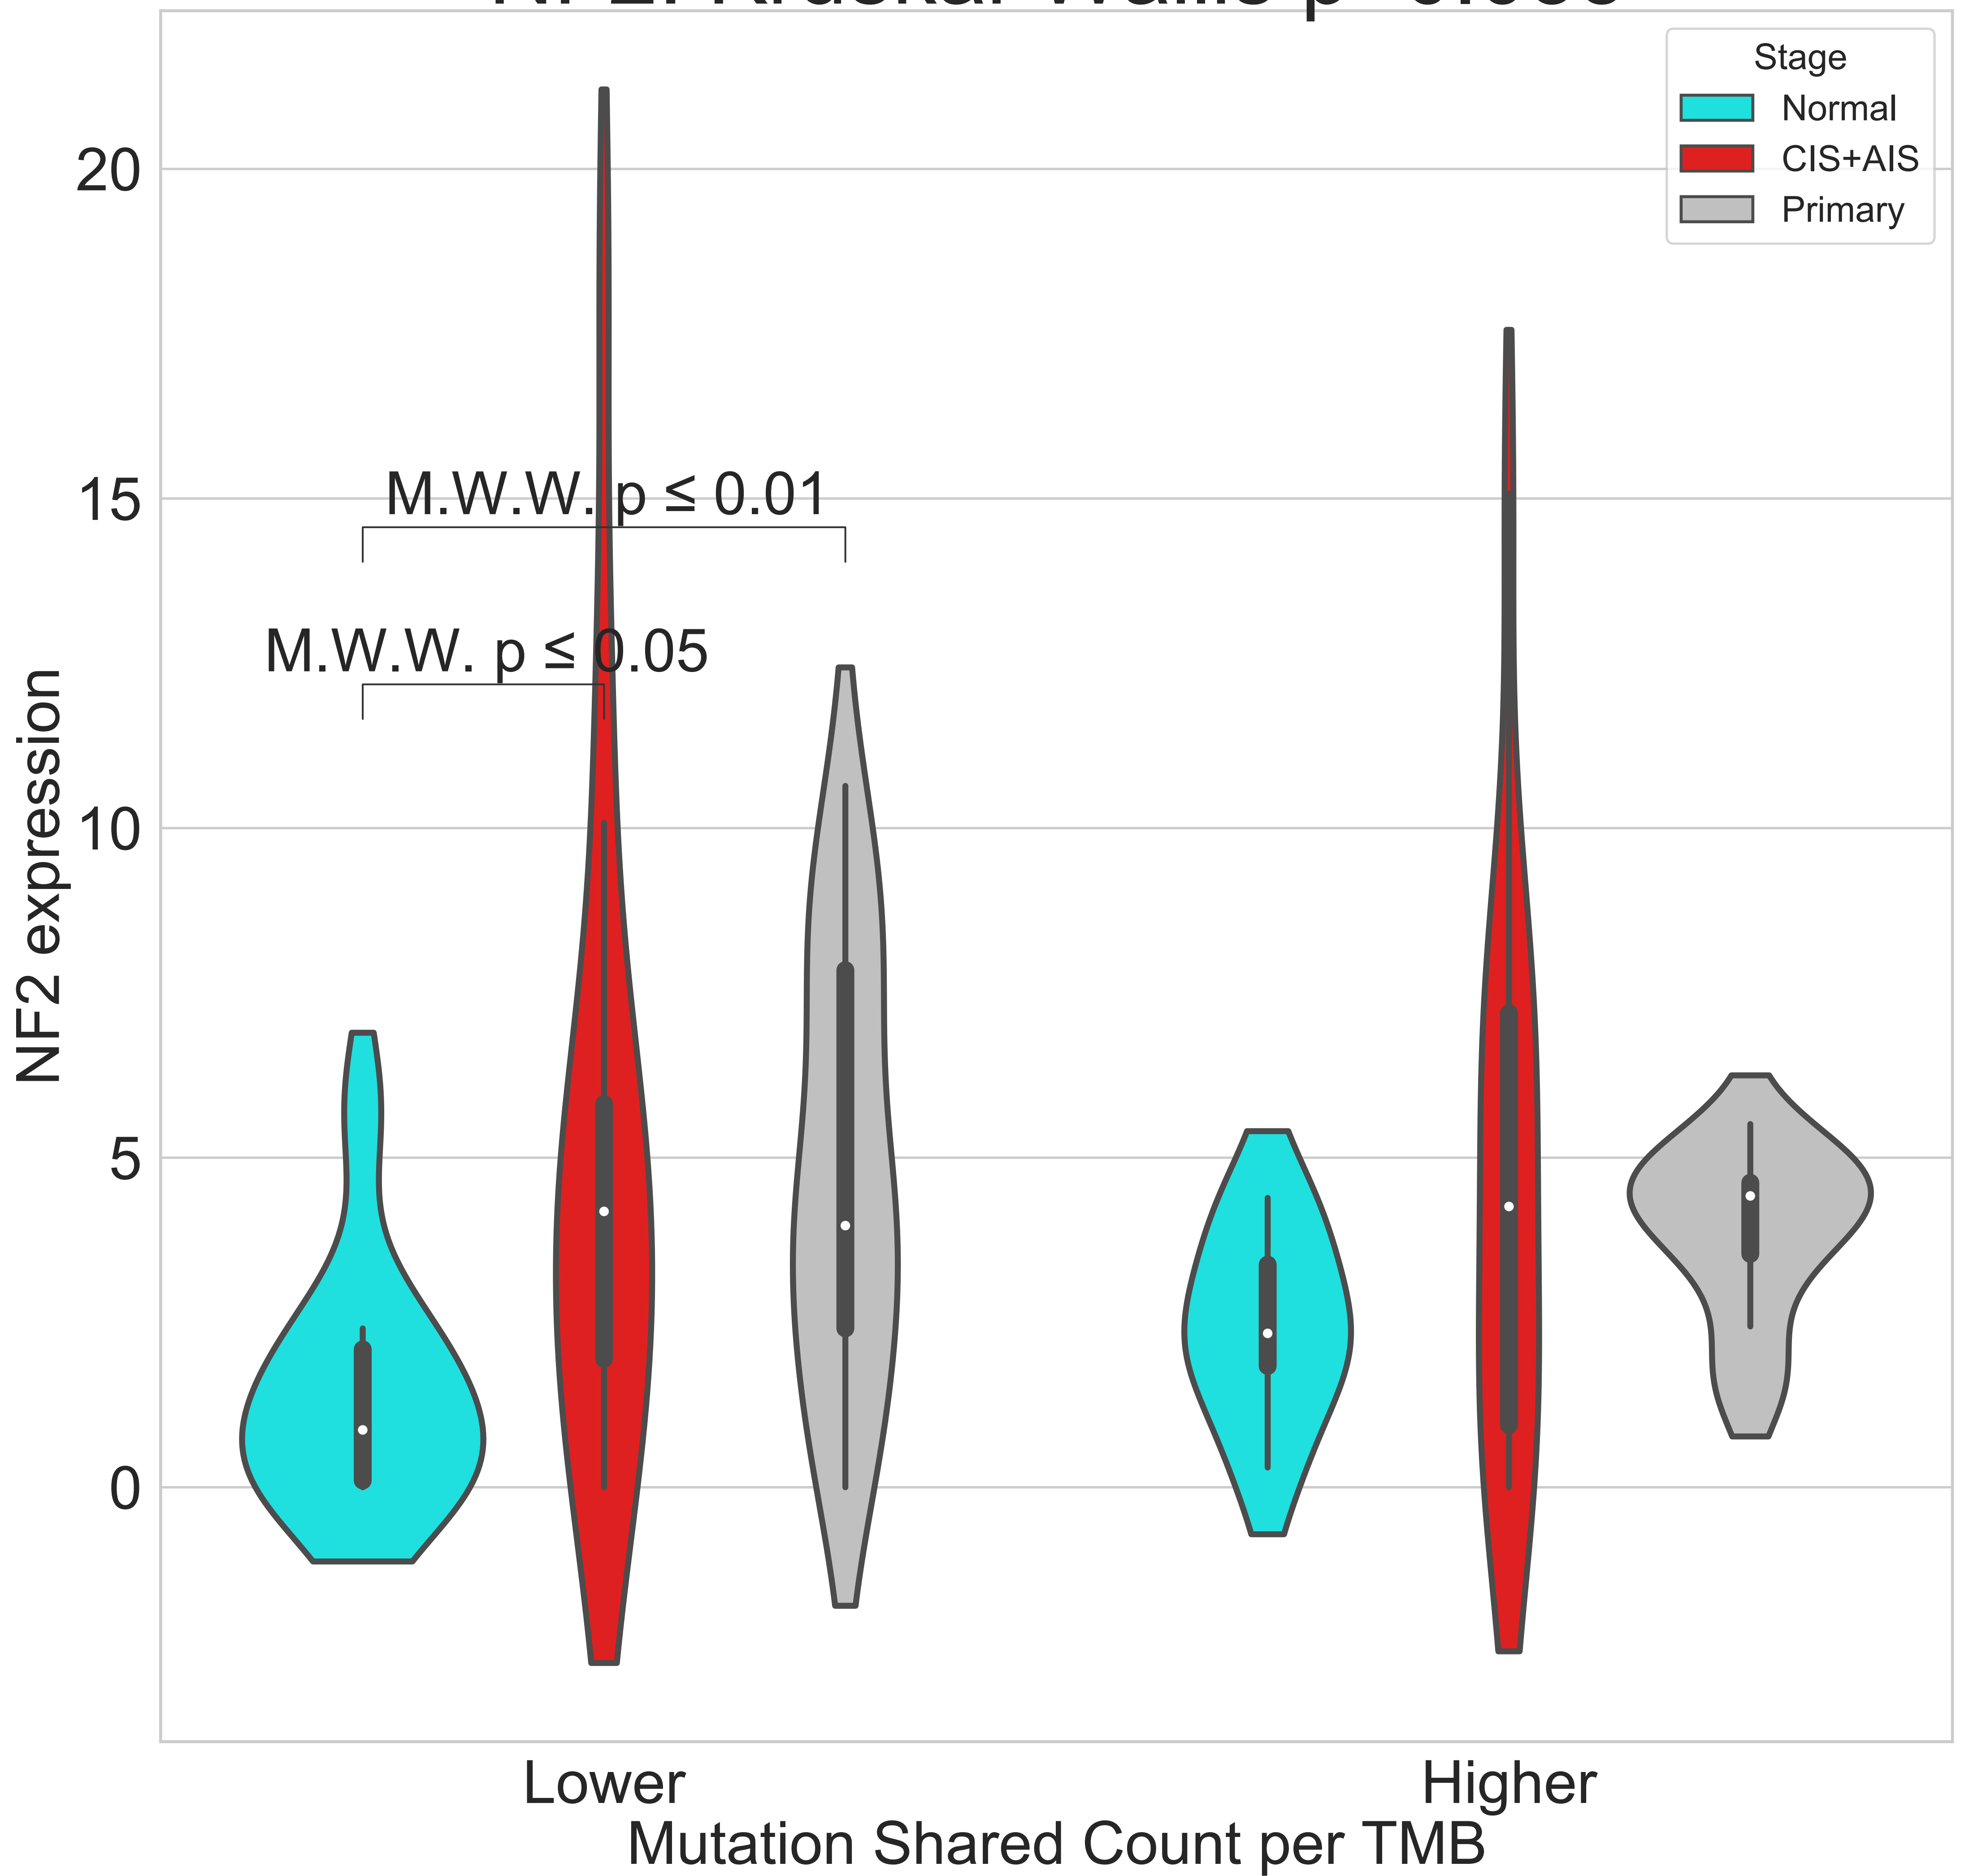 Stage
Normal
CIS+AIS
Primary
20
15
10
5
0
M.W.W. p ≤ 0.01
M.W.W. p ≤ 0.05
NF2 expression
Lower
Higher
Mutation Shared Count per TMB